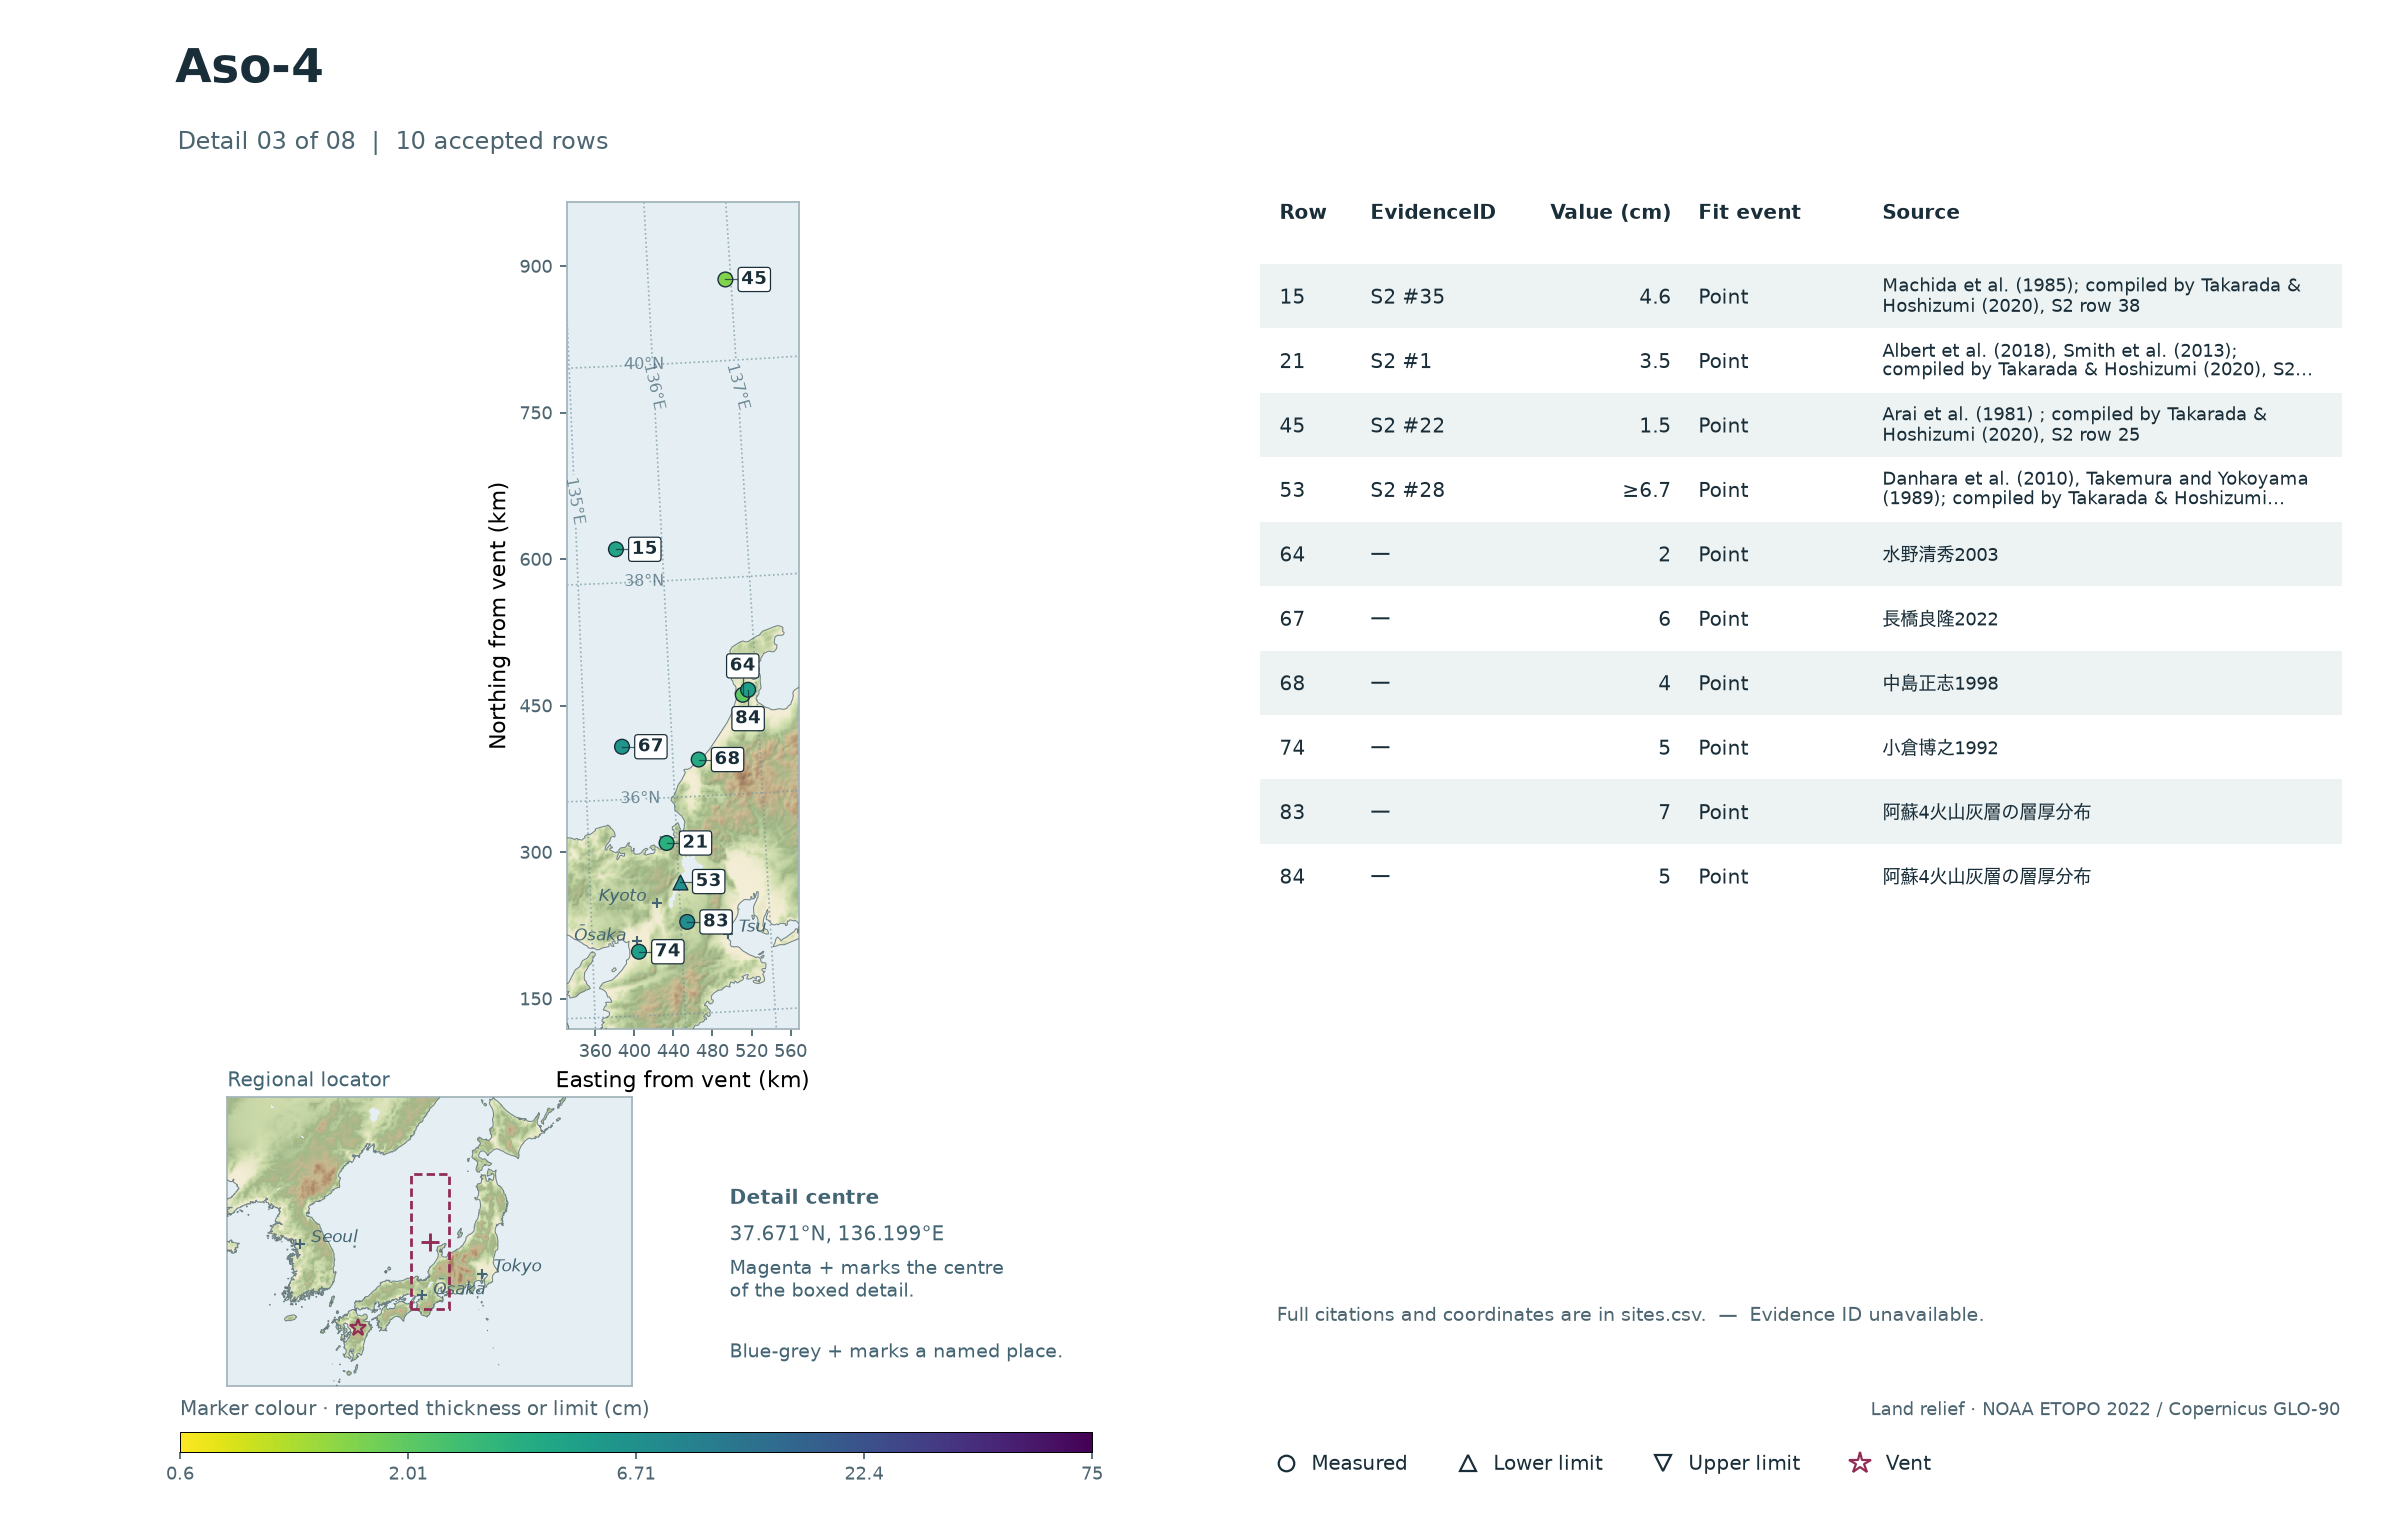 Aso-4
Detail 03 of 08 | 10 accepted rows
900
750
600
450
300
150
Northing from vent (km)
360 400 440 480 520 560
Easting from vent (km)
45
40°N
136°E
137°E
135°E
15
38°N
64
84
67
68
36°N
21
53
Kyoto
83
Tsu
Ōsaka
74
Regional locator
Seoul
Tokyo
Ōsaka
Detail centre
37.671°N, 136.199°E
Magenta + marks the centre
of the boxed detail.
Blue-grey + marks a named place.
Marker colour · reported thickness or limit (cm)
0.6 2.01 6.71 22.4 75
Row EvidenceID Value (cm) Fit event Source
15 S2 #35 4.6 Point Machida et al. (1985); compiled by Takarada &
Hoshizumi (2020), S2 row 38
21 S2 #1 3.5 Point Albert et al. (2018), Smith et al. (2013);
compiled by Takarada & Hoshizumi (2020), S2...
45 S2 #22 1.5 Point Arai et al. (1981) ; compiled by Takarada &
Hoshizumi (2020), S2 row 25
53 S2 #28 ≥6.7 Point Danhara et al. (2010), Takemura and Yokoyama
(1989); compiled by Takarada & Hoshizumi...
64 — 2 Point 水野清秀2003
67 — 6 Point 長橋良隆2022
68 — 4 Point 中島正志1998
74 — 5 Point 小倉博之1992
83 — 7 Point 阿蘇4火山灰層の層厚分布
84 — 5 Point 阿蘇4火山灰層の層厚分布
Full citations and coordinates are in sites.csv. — Evidence ID unavailable.
Land relief · NOAA ETOPO 2022 / Copernicus GLO-90
Measured Lower limit Upper limit Vent